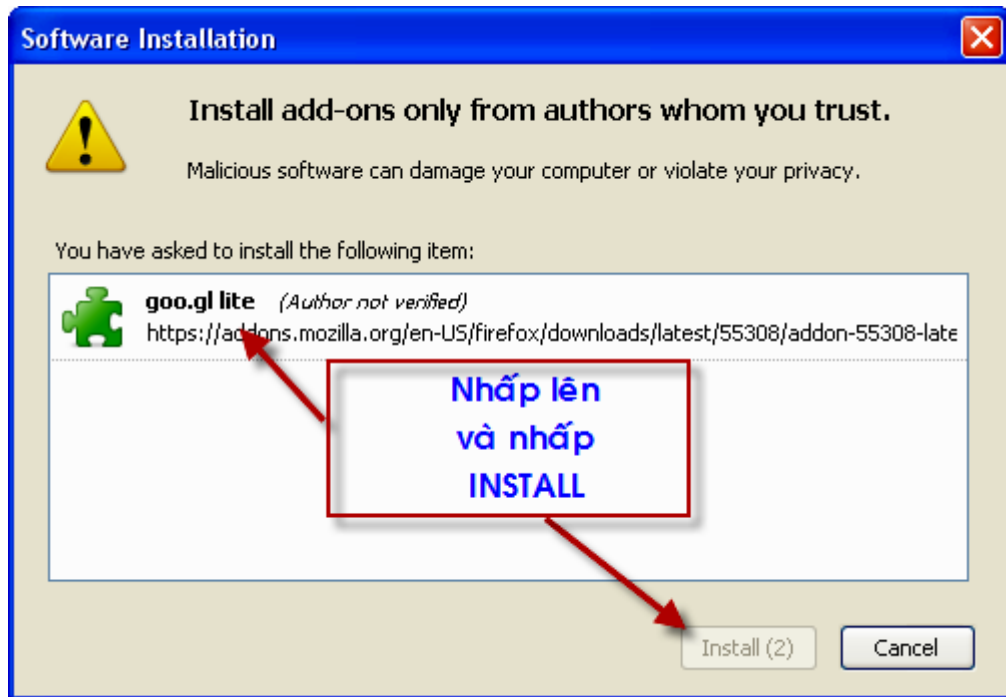 Software Installation
Install add-ons only from authors whom you trust.
Malicious software can damage your computer or violate your privacy.
You have asked to install the following item:
goo.gl lite (Author not verified)
https://addons.mozilla.org/en-US/firefox/downloads/latest/55308/addon-55308-late
Nhấp lên
và nhấp
INSTALL
Install (2)
Cancel